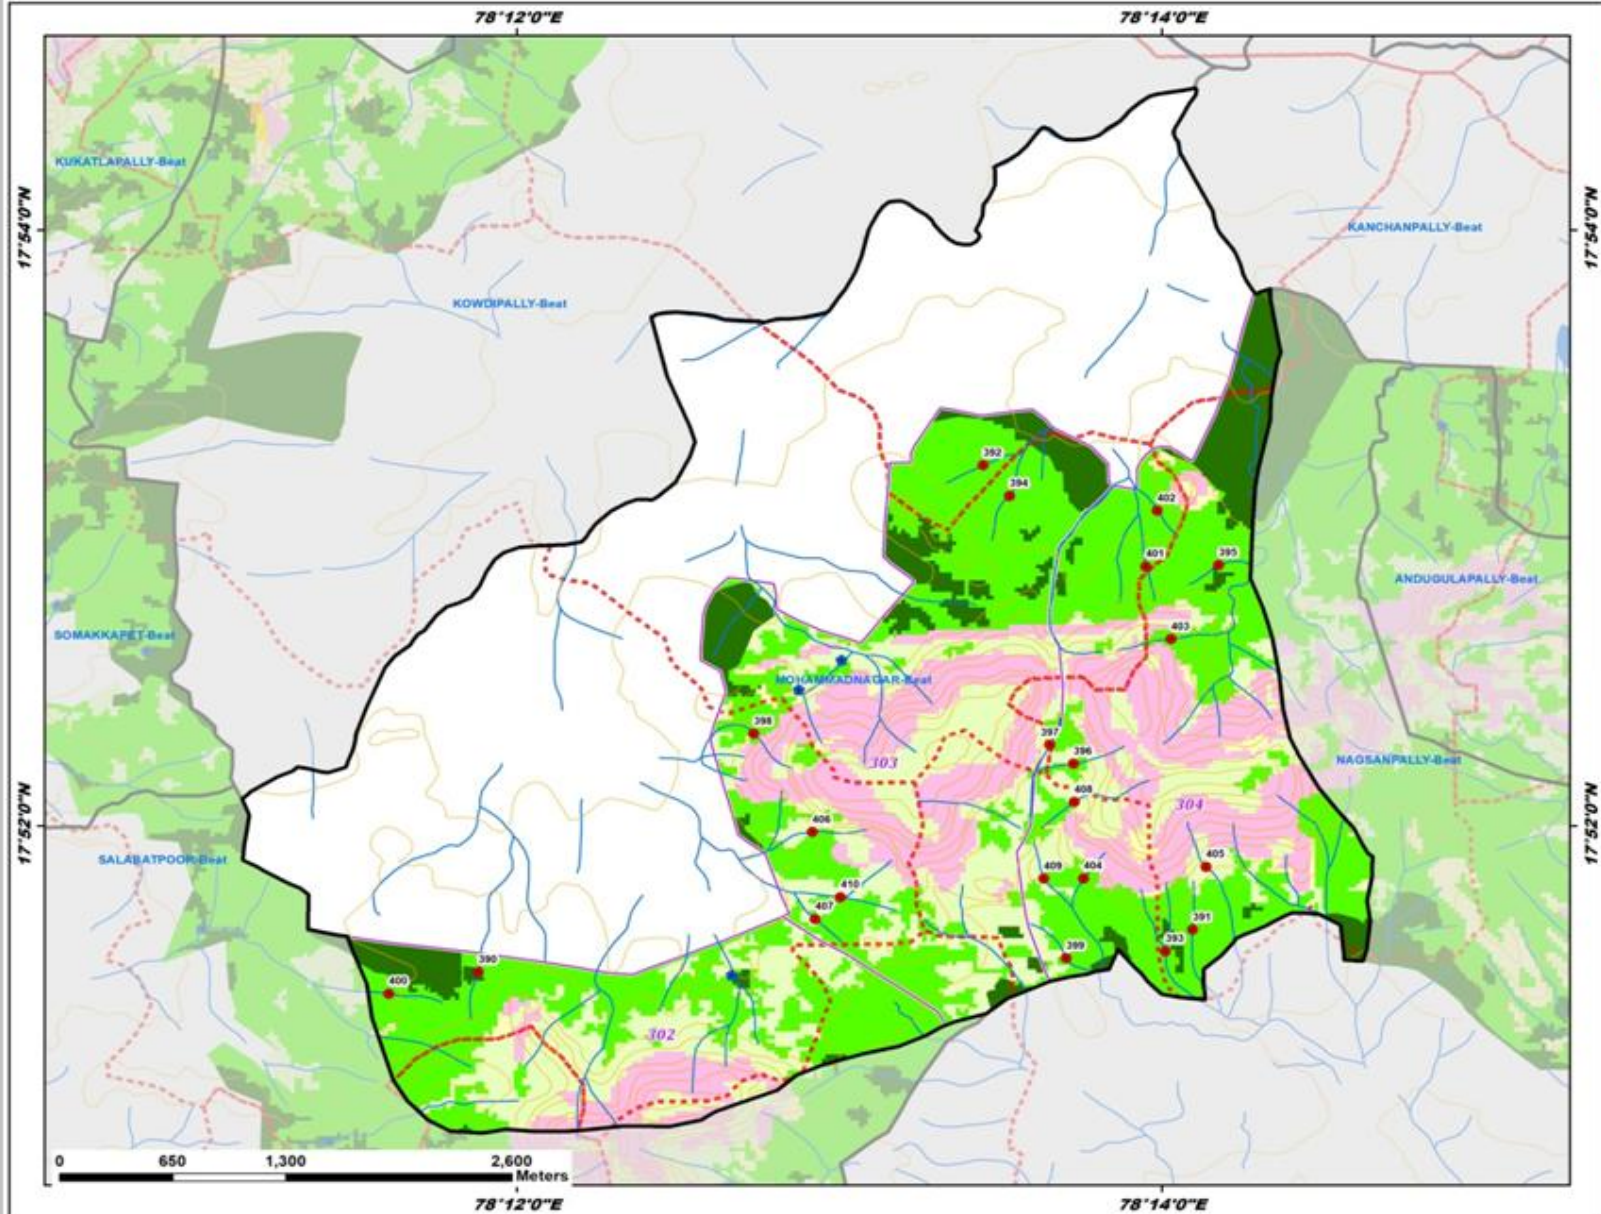 78°12'0"E
78°14'0"E
KUKATLAPALLY-Beat
17°54'0"N
17°54'0"N
KANCHANPALLY-Beat
KOWDIPALLY-Beat
392
394
402
401
395
ANDUGULAPALLY-Beat
SOMAKKAPET-Beat
403
MOHAMMADNAGAR-Beat
398
397
396
303
NAGSANPALLY-Beat
408
304
17°52'0"N
17°52'0"N
406
SALABATPOOR-Beat
405
409
404
410
407
391
393
399
390
400
302
0 650 1,300 2,600
Meters
78°12'0"E
78°14'0"E